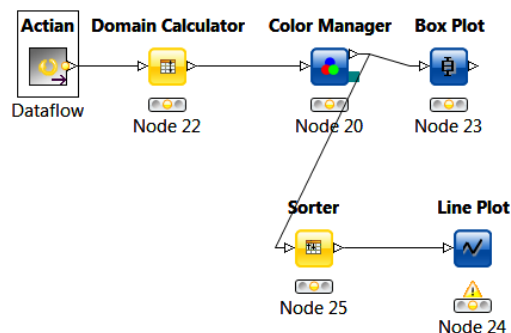 Actian
Domain Calculator
Color Manager
Box Plot
Dataflow
Node 22
Node 20
Node 23
Sorter
Line Plot
Node 25
Node 24